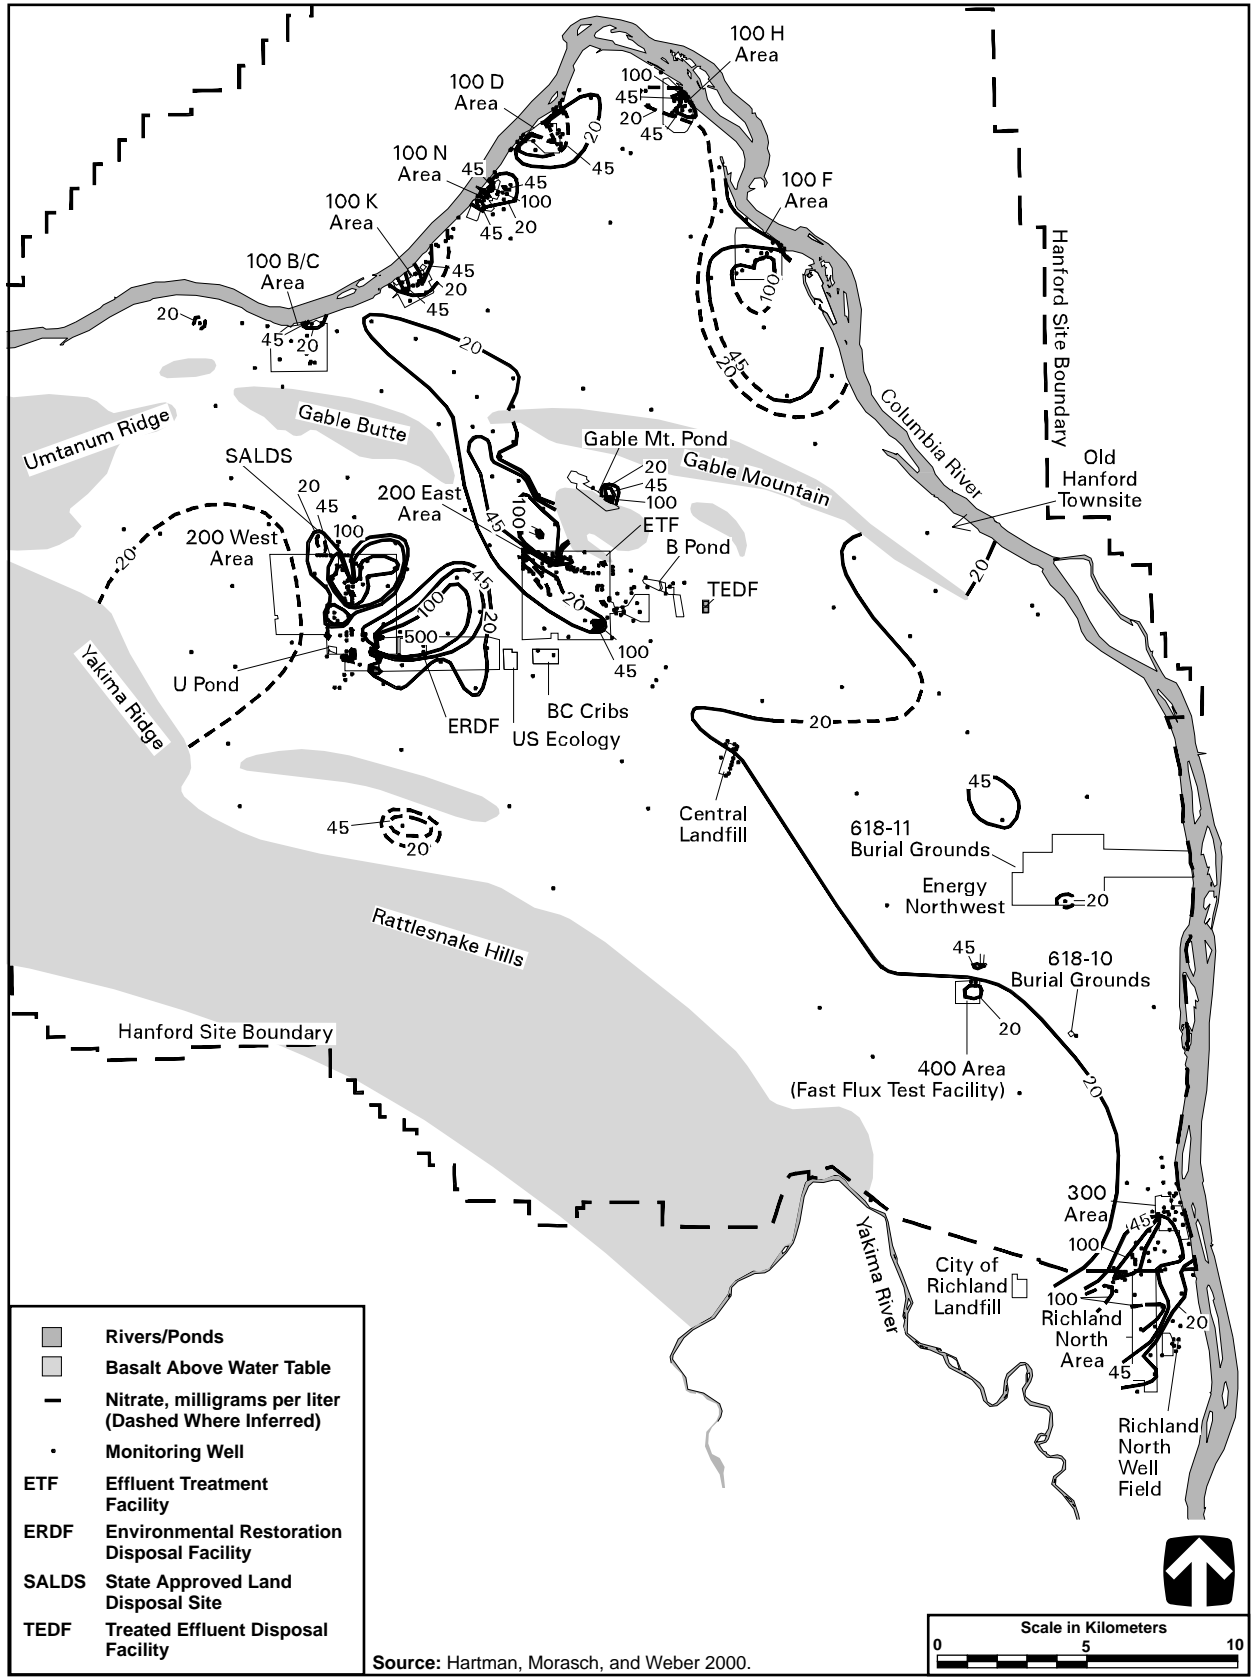 100 H
Area
100
45
20
45
100 D
Area
20
45
100 N
Area
45
45
100
20
45
100 K
Area
45
20
45
100 F
Area
100
45
20
100 B/C
Area
20
45
20
20
Hanford Site Boundary
Columbia River
Umtanum Ridge
Gable Butte
Gable Mt. Pond
Gable Mountain
20
45
100
ETF
B Pond
TEDF
Old
Hanford
Townsite
20
SALDS
20
45
100
200 East
Area
100
45
20
100
45
200 West
Area
20
45
100
20
500
U Pond
Yakima Ridge
ERDF
US Ecology
BC Cribs
20
Central
Landfill
45
20
45
618-11
Burial Grounds
Energy
Northwest
20
Rattlesnake Hills
45
618-10
Burial Grounds
20
400 Area
(Fast Flux Test Facility)
20
Hanford Site Boundary
300
Area
45
100
City of
Richland
Landfill
100
Richland
North
Area
20
45
Yakima River
Richland
North
Well
Field
Rivers/Ponds
Basalt Above Water Table
Nitrate, milligrams per liter
(Dashed Where Inferred)
Monitoring Well
ETF Effluent Treatment
Facility
ERDF Environmental Restoration
Disposal Facility
SALDS State Approved Land
Disposal Site
TEDF Treated Effluent Disposal
Facility
Source: Hartman, Morasch, and Weber 2000.
Scale in Kilometers
0 5 10